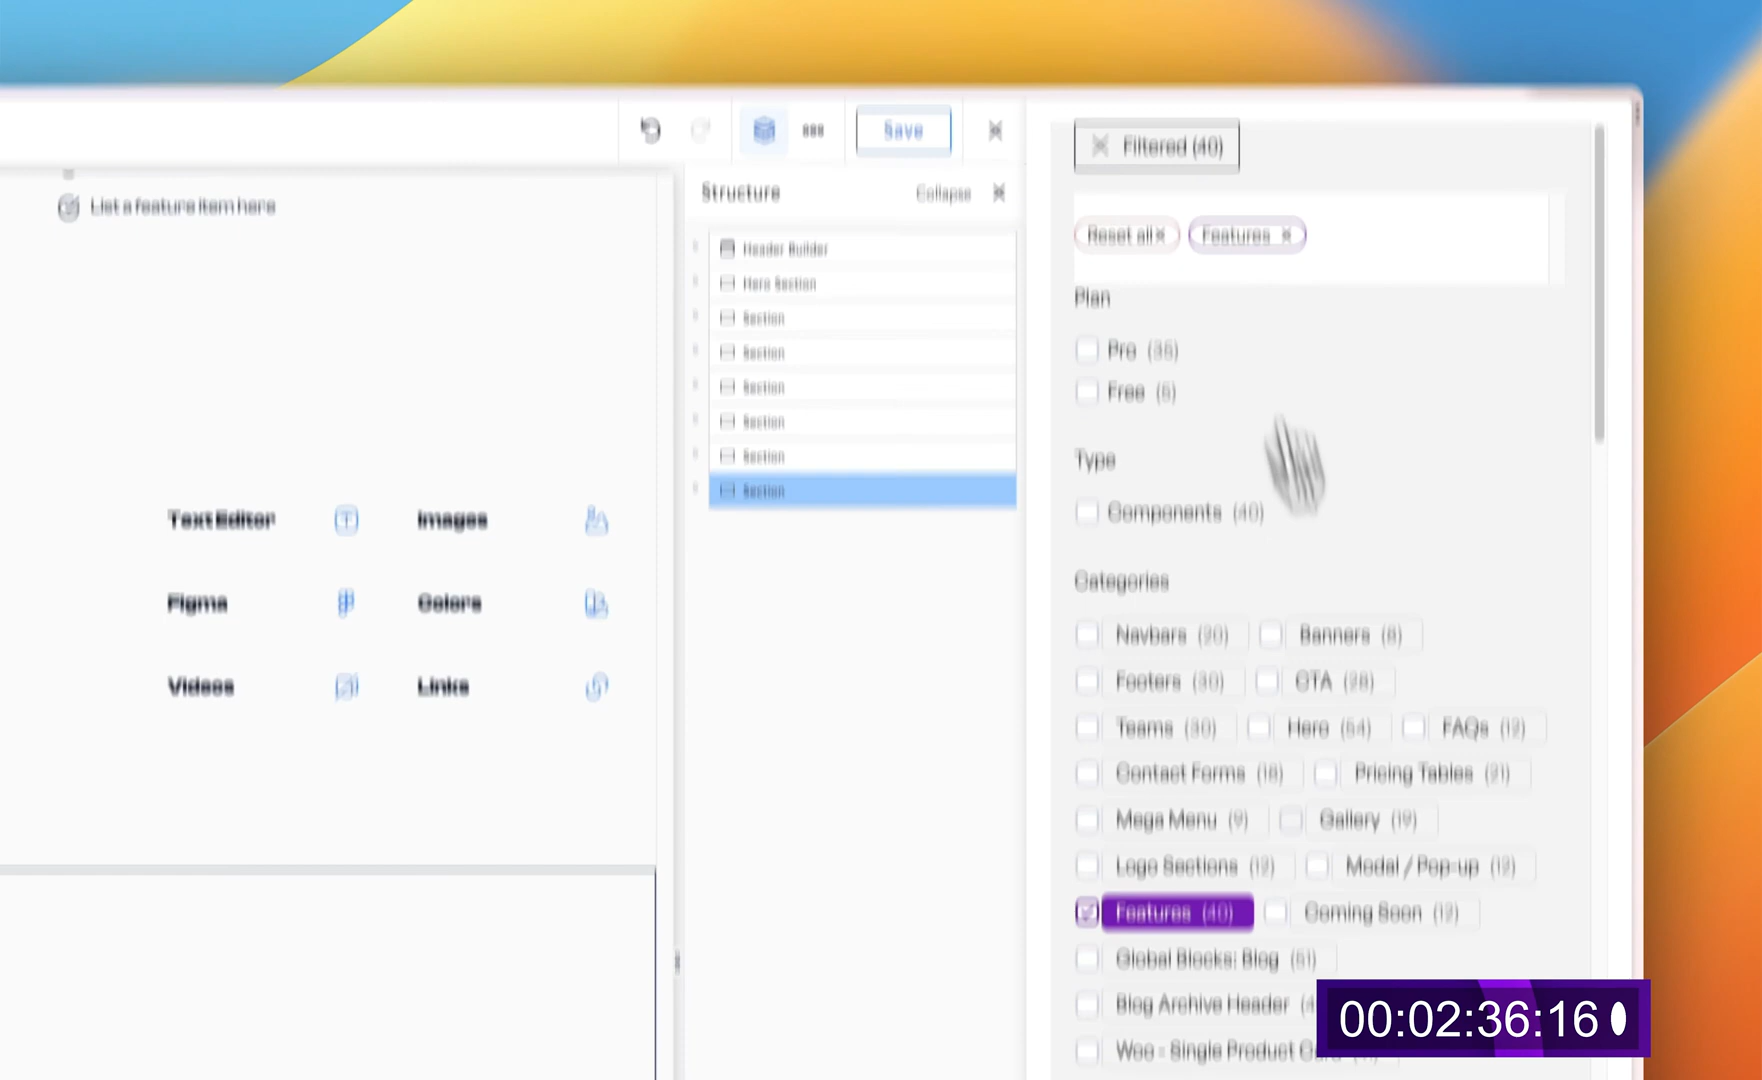 Save
Filtered (40)
List a feature item here
Structure
Collapse
Reset all
Features
Header Builder
Hero Section
Section
Section
Section
Section
Section
Section
Plan
Pro (35)
Free (5)
Type
Components (40)
Text Editor
Images
Figma
Colors
Videos
Links
Categories
Navbars (20)
Banners (8)
Footers (30)
CTA (28)
Teams (30)
Hero (54)
FAQs (12)
Contact Forms (18)
Pricing Tables (21)
Mega Menu (9)
Gallery (19)
Logo Sections (12)
Modal / Pop-up (12)
Features (40)
Coming Soon (12)
Global Blocks: Blog (51)
Blog Archive Header
Woo - Single Product
00:02:36:16